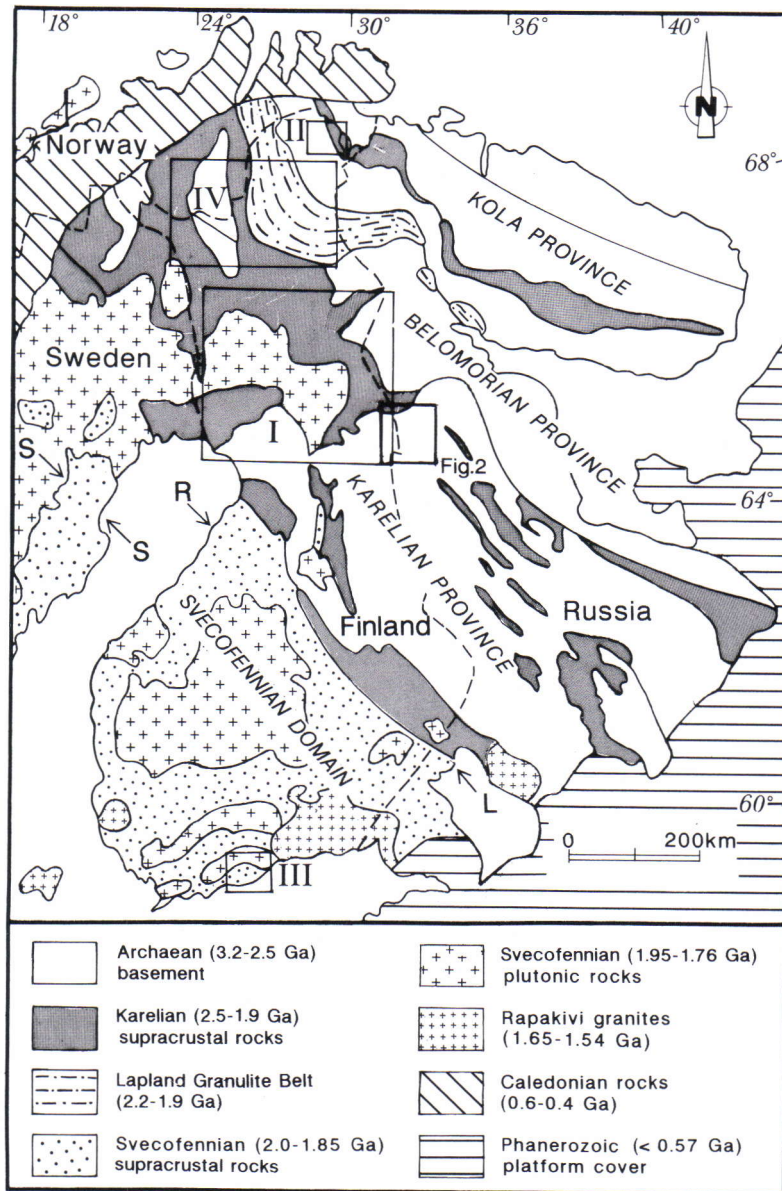 18° 24° 30° 36° 40°
N
II
Norway
68°
IV
KOLA PROVINCE
BELOMORIAN PROVINCE
Sweden
I
S
Fig.2
R
64°
S
KARELIAN PROVINCE
SVECOFENNIAN DOMAIN
Finland
Russia
L
60°
0 200km
III
Archaean (3.2-2.5 Ga)
basement
Karelian (2.5-1.9 Ga)
supracrustal rocks
Lapland Granulite Belt
(2.2-1.9 Ga)
Svecofennian (2.0-1.85 Ga)
supracrustal rocks
Svecofennian (1.95-1.76 Ga)
plutonic rocks
Rapakivi granites
(1.65-1.54 Ga)
Caledonian rocks
(0.6-0.4 Ga)
Phanerozoic (< 0.57 Ga)
platform cover